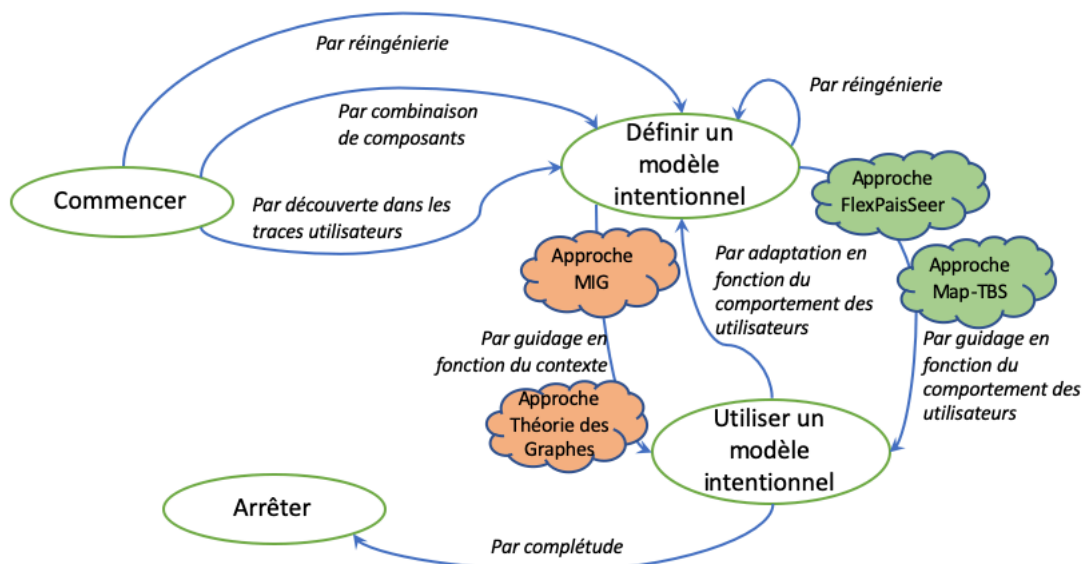 Par réingénierie
Par réingénierie
Par combinaison
de composants
Définir un
modèle
intentionnel
Commencer
Approche
FlexPaisSeer
Par découverte dans les
traces utilisateurs
Approche
MIG
Par adaptation en
fonction du
comportement des
utilisateurs
Approche
Map-TBS
Par guidage en
fonction du contexte
Par guidage en
fonction du
comportement des
utilisateurs
Approche
Théorie des
Graphes
Utiliser un
modèle
intentionnel
Arrêter
Par complétude